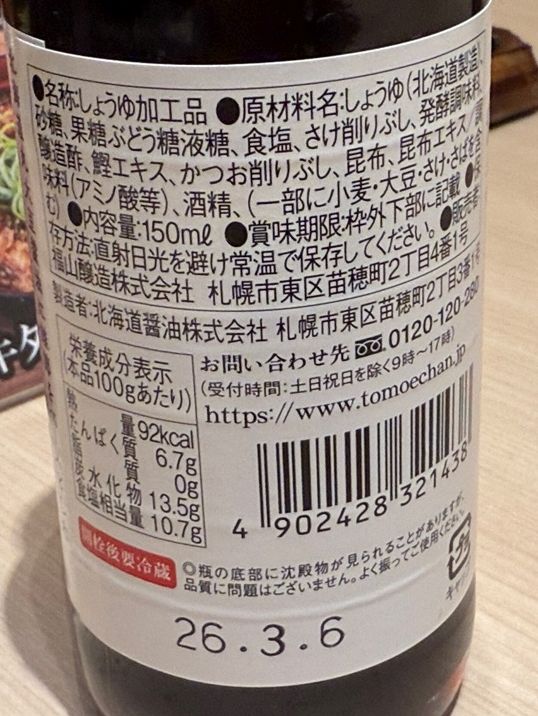 ●名称:しょうゆ加工品 ●原材料名:しょうゆ(北海道製造)、
砂糖、果糖ぶどう糖液糖、食塩、さけ削りぶし、発酵調味料、
醸造酢、鰹エキス、かつお削りぶし、昆布、昆布エキス/調
味料(アミノ酸等)、酒精、(一部に小麦・大豆・さけ・さばを含
む) ●内容量:150mℓ ●賞味期限:枠外下部に記載 ●保
存方法:直射日光を避け常温で保存してください。●販売者:
福山醸造株式会社 札幌市東区苗穂町2丁目4番1号
製造者:北海道醤油株式会社 札幌市東区苗穂町2丁目3番1号
お問い合わせ先 0120-120-280
(受付時間:土日祝日を除く9時~17時)
https://www.tomoechan.jp
栄養成分表示
(本品100gあたり)
熱量 92kcal
たんぱく質 6.7g
脂質 0g
炭水化物 13.5g
食塩相当量 10.7g
開栓後要冷蔵
4 902428 321438
◎瓶の底部に沈殿物が見られることがありますが、
品質に問題はございません。よく振ってご使用ください。
プラ
26.3.6